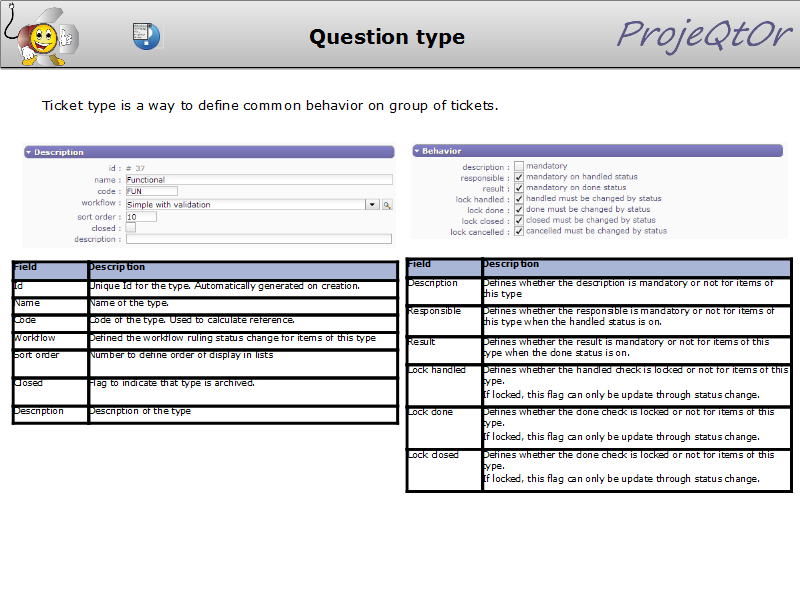 Question type
ProjeQtOr
Ticket type is a way to define common behavior on group of tickets.
Description
id : # 37
name : Functional
code : FUN
workflow : Simple with validation
sort order : 10
closed :
description :
Behavior
description : mandatory
responsible : mandatory on handled status
result : mandatory on done status
lock handled : handled must be changed by status
lock done : done must be changed by status
lock closed : closed must be changed by status
lock cancelled : cancelled must be changed by status
Field Description
Id Unique Id for the type. Automatically generated on creation.
Name Name of the type.
Code Code of the type. Used to calculate reference.
Workflow Defined the workflow ruling status change for items of this type
Sort order Number to define order of display in lists
Closed Flag to indicate that type is archived.
Description Description of the type
Field Description
Description Defines whether the description is mandatory or not for items of
this type
Responsible Defines whether the responsible is mandatory or not for items of
this type when the handled status is on.
Result Defines whether the result is mandatory or not for items of this
type when the done status is on.
Lock handled Defines whether the handled check is locked or not for items of this
type.
If locked, this flag can only be update through status change.
Lock done Defines whether the done check is locked or not for items of this
type.
If locked, this flag can only be update through status change.
Lock closed Defines whether the done check is locked or not for items of this
type.
If locked, this flag can only be update through status change.